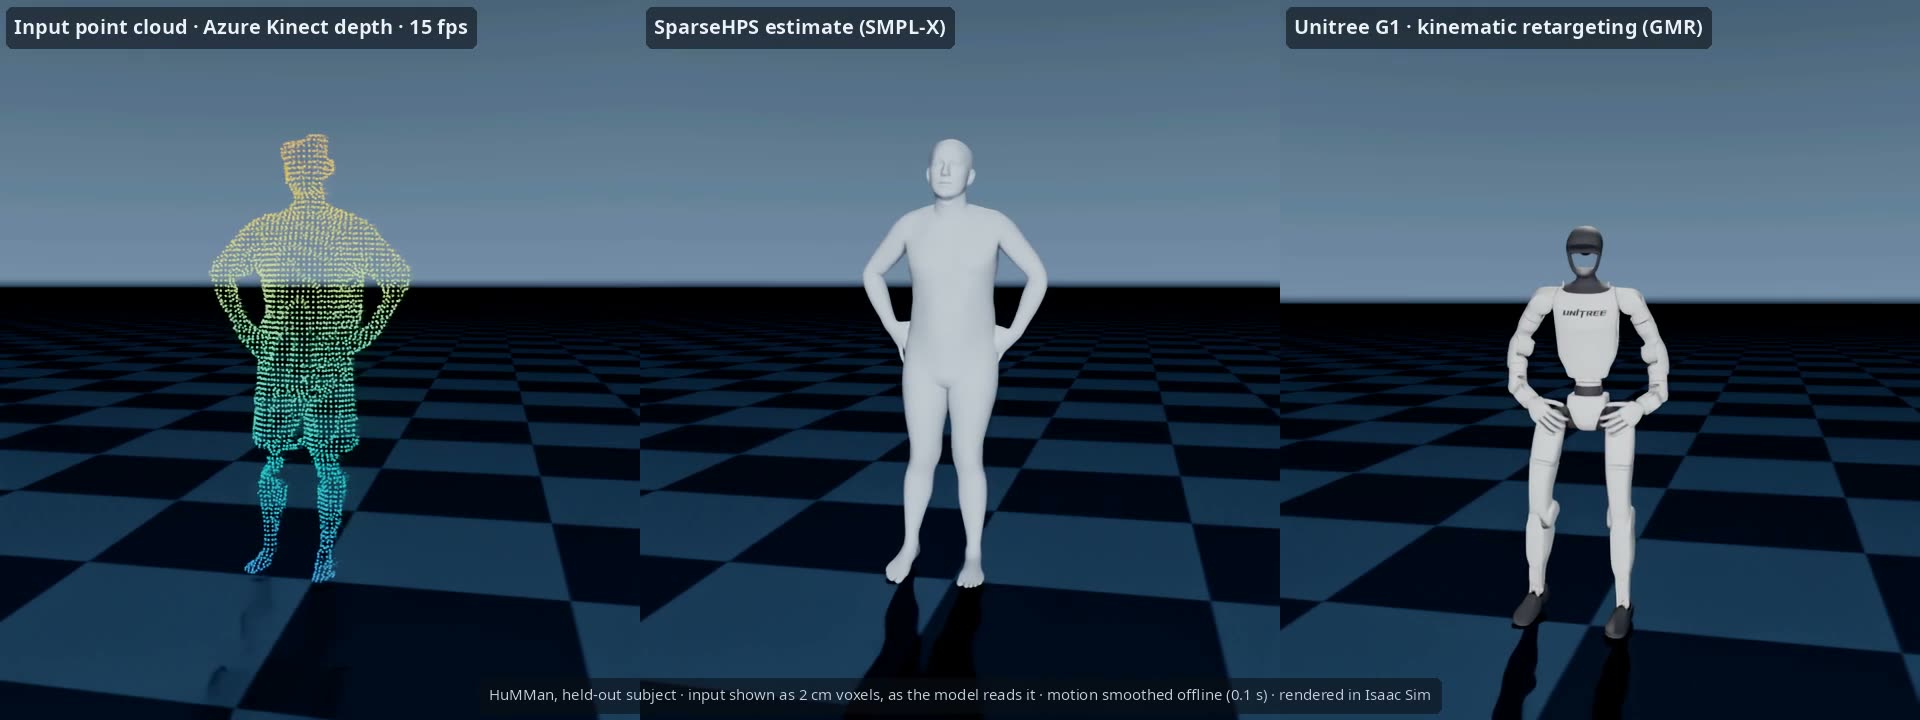 Input point cloud · Azure Kinect depth · 15 fps
SparseHPS estimate (SMPL-X)
Unitree G1 · kinematic retargeting (GMR)
UNITREE
HuMMan, held-out subject · input shown as 2 cm voxels, as the model reads it · motion smoothed offline (0.1 s) · rendered in Isaac Sim